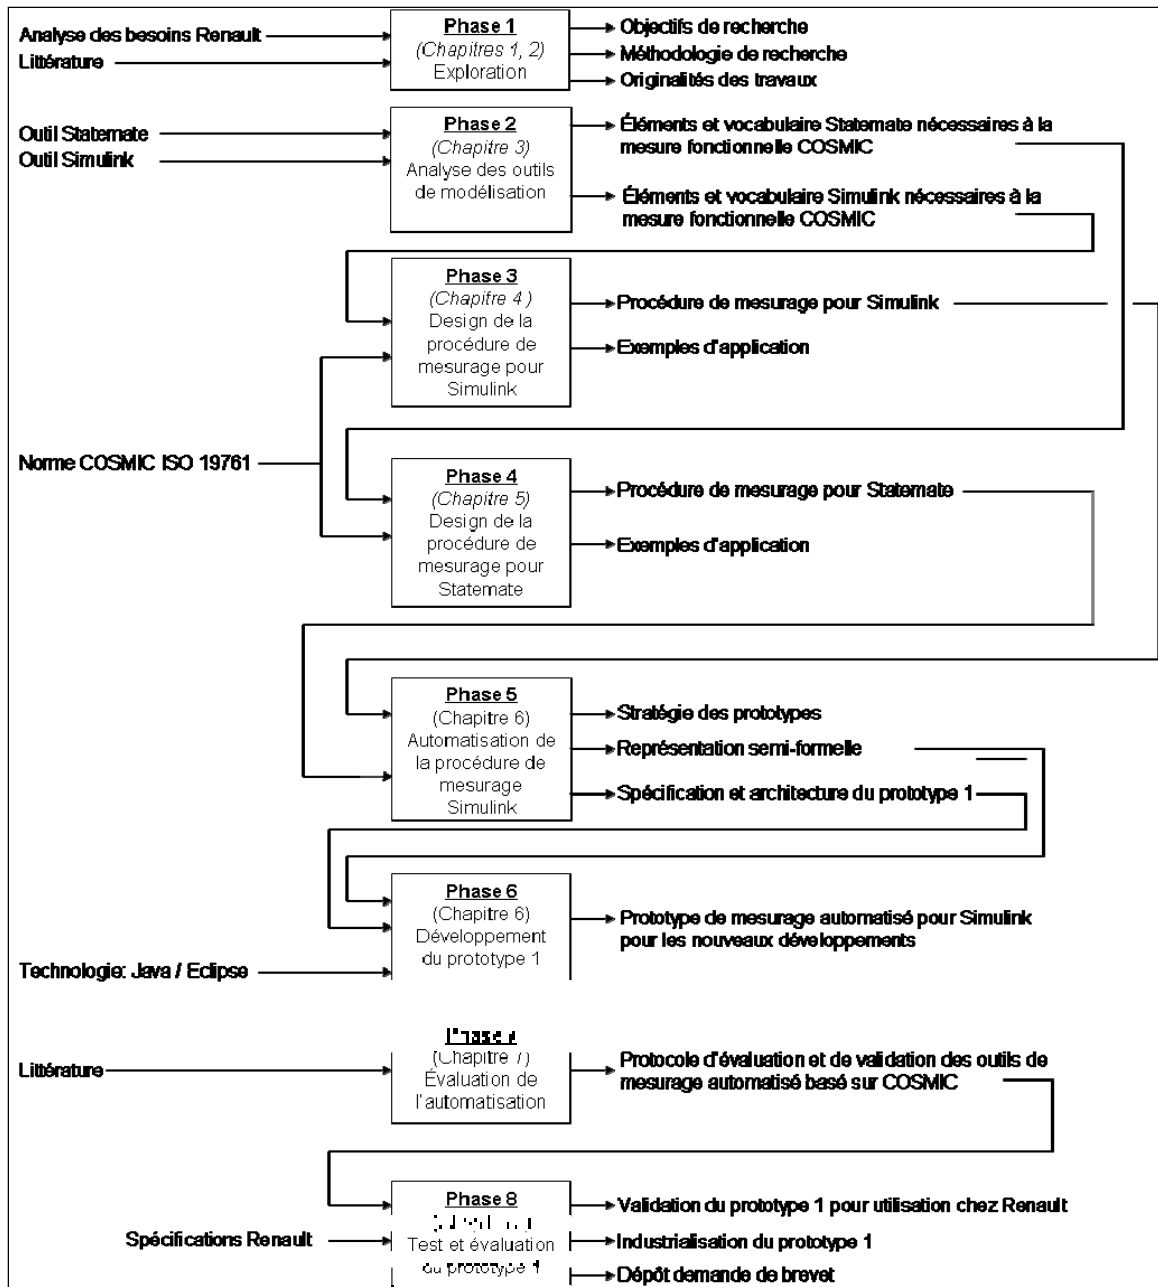 Analyse des besoins Renault
Littérature
Phase 1
(Chapitres 1, 2)
Exploration
Objectifs de recherche
Méthodologie de recherche
Originalités des travaux
Outil Statemate
Outil Simulink
Phase 2
(Chapitre 3)
Analyse des outils
de modélisation
Éléments et vocabulaire Statemate nécessaires à la
mesure fonctionnelle COSMIC
Éléments et vocabulaire Simulink nécessaires à la
mesure fonctionnelle COSMIC
Phase 3
(Chapitre 4 )
Design de la
procédure de
mesurage pour
Simulink
Procédure de mesurage pour Simulink
Exemples d'application
Norme COSMIC ISO 19761
Phase 4
(Chapitre 5)
Design de la
procédure de
mesurage pour
Statemate
Procédure de mesurage pour Statemate
Exemples d'application
Phase 5
(Chapitre 6)
Automatisation de
la procédure de
mesurage
Simulink
Stratégie des prototypes
Représentation semi-formelle
Spécification et architecture du prototype 1
Phase 6
(Chapitre 6)
Développement
du prototype 1
Prototype de mesurage automatisé pour Simulink
pour les nouveaux développements
Technologie: Java / Eclipse
Littérature
Phase
(Chapitre 7)
Évaluation de
l'automatisation
Protocole d'évaluation et de validation des outils de
mesurage automatisé basé sur COSMIC
Spécifications Renault
Phase 8
Test et évaluation
du prototype 1
Validation du prototype 1 pour utilisation chez Renault
Industrialisation du prototype 1
Dépôt demande de brevet